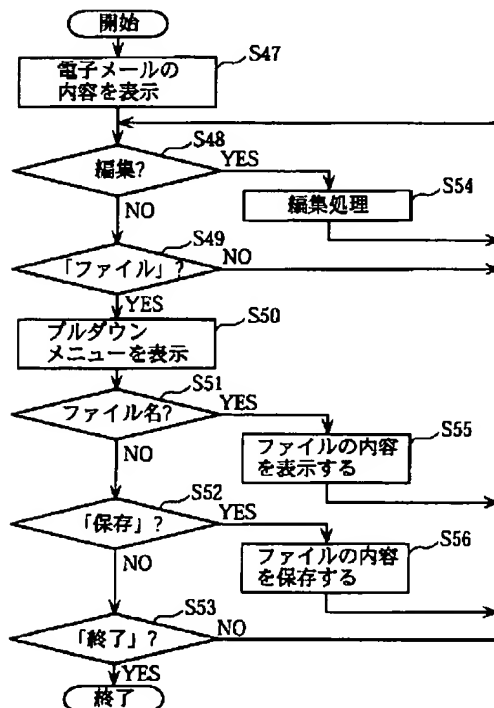 開始
S47
電子メールの
内容を表示
S48
編集?
YES
S54
編集処理
NO
S49
「ファイル」?
NO
YES
S50
プルダウン
メニューを表示
S51
ファイル名?
YES
S55
ファイルの内容
を表示する
NO
S52
「保存」?
YES
S56
ファイルの内容
を保存する
NO
S53
「終了」?
NO
YES
終了